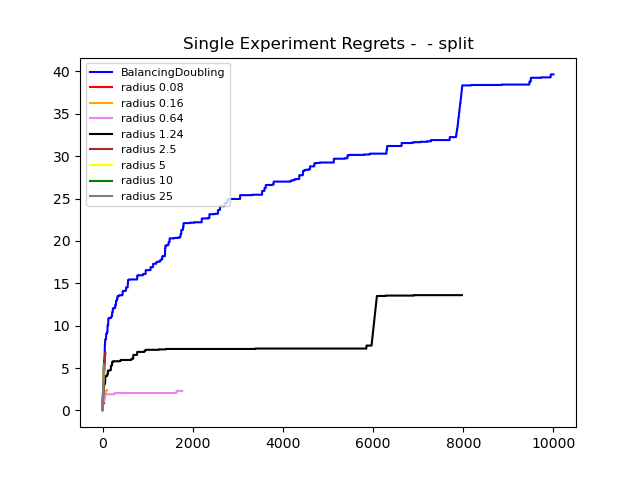 Single Experiment Regrets -  - split
BalancingDoubling
radius 0.08
radius 0.16
radius 0.64
radius 1.24
radius 2.5
radius 5
radius 10
radius 25
40
35
30
25
20
15
10
5
0
0 2000 4000 6000 8000 10000